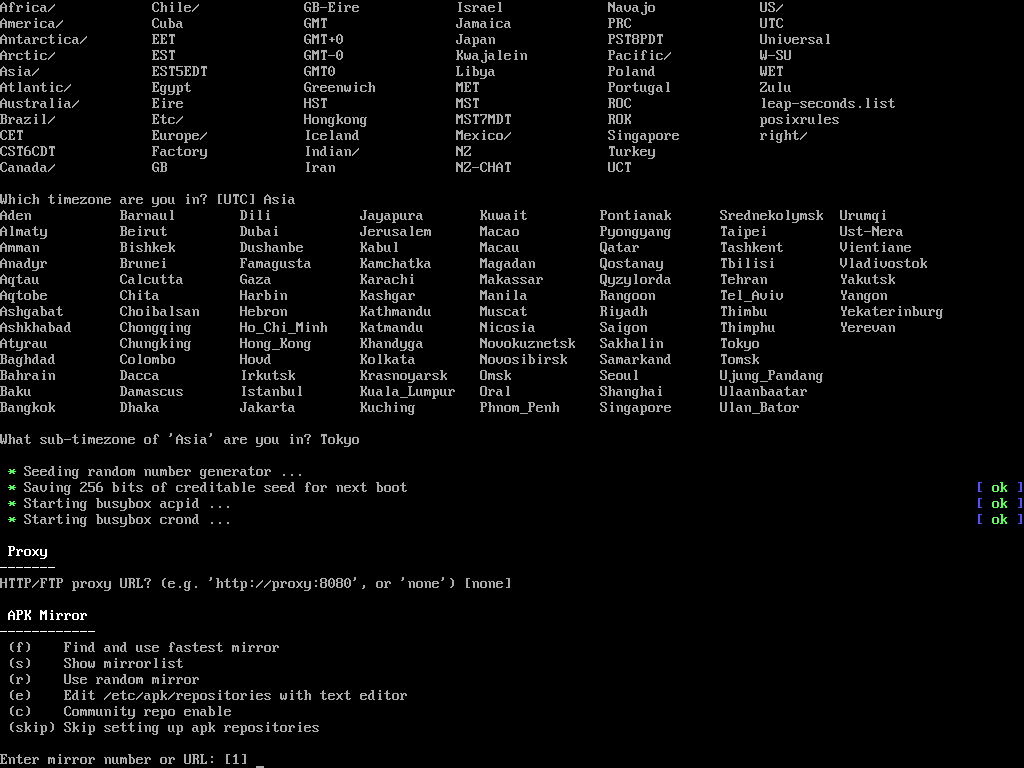 Africa/ Chile/ GB-Eire Israel Navajo US/
America/ Cuba GMT Jamaica PRC UTC
Antarctica/ EET GMT+0 Japan PST8PDT Universal
Arctic/ EST GMT-0 Kwajalein Pacific/ W-SU
Asia/ EST5EDT GMT0 Libya Poland WET
Atlantic/ Egypt Greenwich MET Portugal Zulu
Australia/ Eire HST MST ROC leap-seconds.list
Brazil/ Etc/ Hongkong MST7MDT ROK posixrules
CET Europe/ Iceland Mexico/ Singapore right/
CST6CDT Factory Indian/ NZ Turkey
Canada/ GB Iran NZ-CHAT UCT
Which timezone are you in? [UTC] Asia
Aden Barnaul Dili Jayapura Kuwait Pontianak Srednekolymsk Urumqi
Almaty Beirut Dubai Jerusalem Macao Pyongyang Taipei Ust-Nera
Amman Bishkek Dushanbe Kabul Macau Qatar Tashkent Vientiane
Anadyr Brunei Famagusta Kamchatka Magadan Qostanay Tbilisi Vladivostok
Aqtau Calcutta Gaza Karachi Makassar Qyzylorda Tehran Yakutsk
Aqtobe Chita Harbin Kashgar Manila Rangoon Tel_Aviv Yangon
Ashgabat Choibalsan Hebron Kathmandu Muscat Riyadh Thimbu Yekaterinburg
Ashkhabad Chongqing Ho_Chi_Minh Katmandu Nicosia Saigon Thimphu Yerevan
Atyrau Chungking Hong_Kong Khandyga Novokuznetsk Sakhalin Tokyo
Baghdad Colombo Hovd Kolkata Novosibirsk Samarkand Tomsk
Bahrain Dacca Irkutsk Krasnoyarsk Omsk Seoul Ujung_Pandang
Baku Damascus Istanbul Kuala_Lumpur Oral Shanghai Ulaanbaatar
Bangkok Dhaka Jakarta Kuching Phnom_Penh Singapore Ulan_Bator
What sub-timezone of 'Asia' are you in? Tokyo
* Seeding random number generator ...
* Saving 256 bits of creditable seed for next boot [ ok ]
* Starting busybox acpid ... [ ok ]
* Starting busybox crond ... [ ok ]
Proxy
-------
HTTP/FTP proxy URL? (e.g. 'http://proxy:8080', or 'none') [none]
APK Mirror
------------
(f) Find and use fastest mirror
(s) Show mirrorlist
(r) Use random mirror
(e) Edit /etc/apk/repositories with text editor
(c) Community repo enable
(skip) Skip setting up apk repositories
Enter mirror number or URL: [1] _